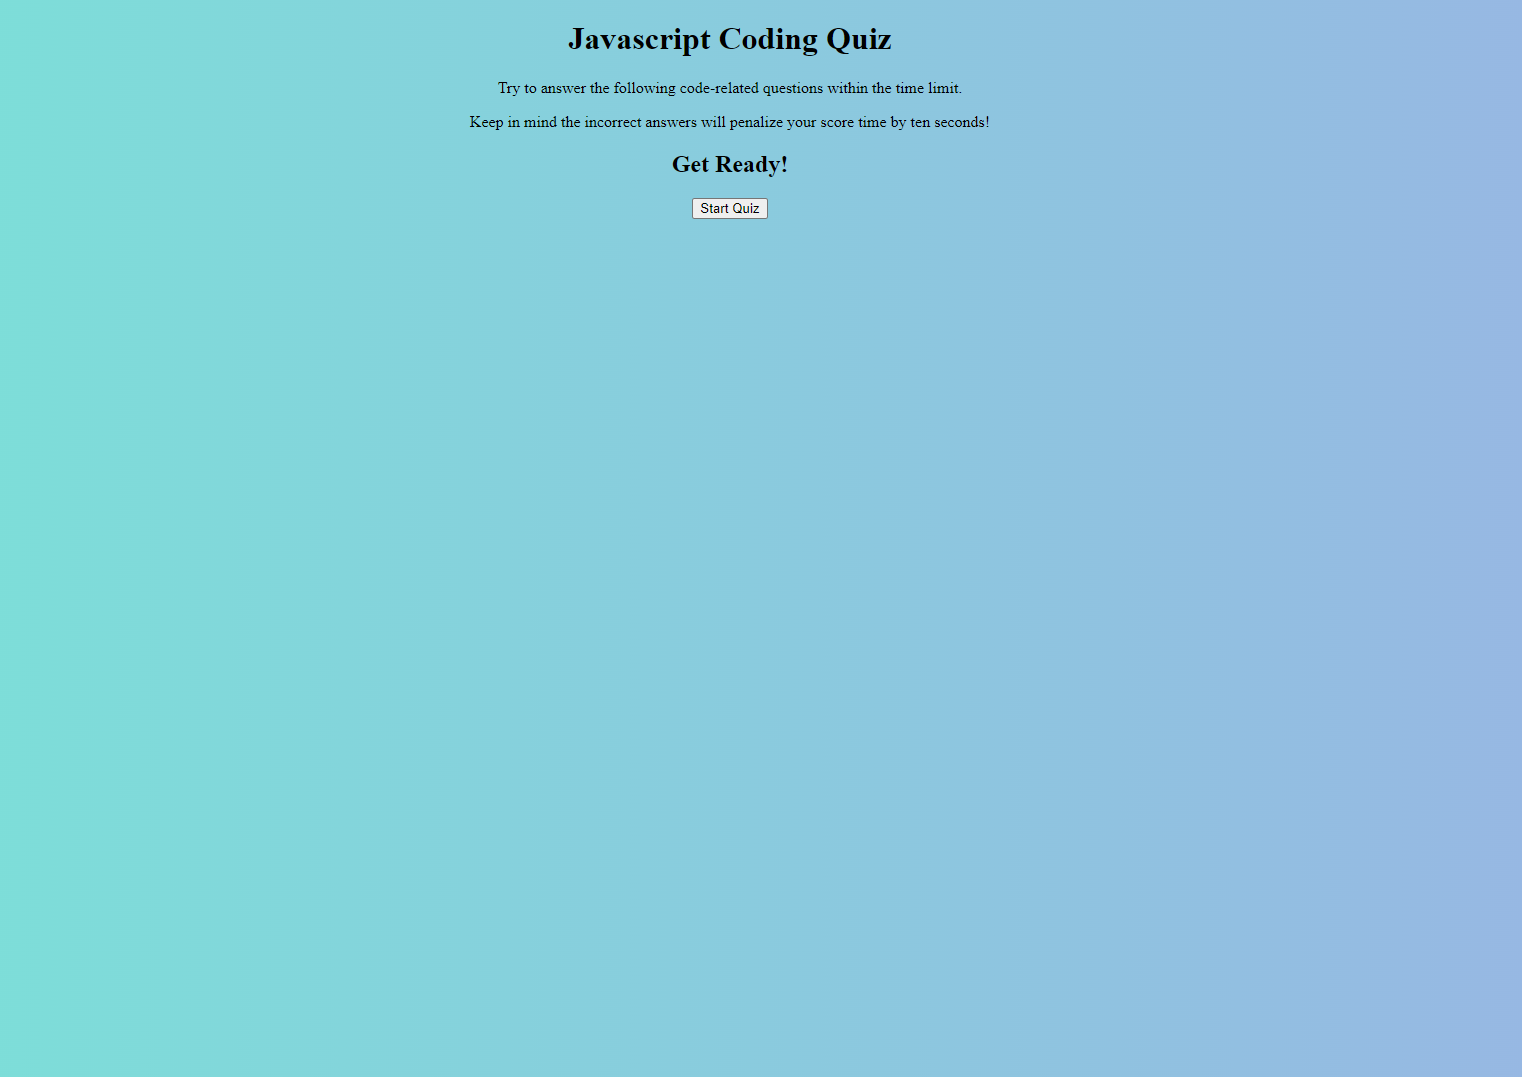 Javascript Coding Quiz
Try to answer the following code-related questions within the time limit.
Keep in mind the incorrect answers will penalize your score time by ten seconds!
Get Ready!
Start Quiz